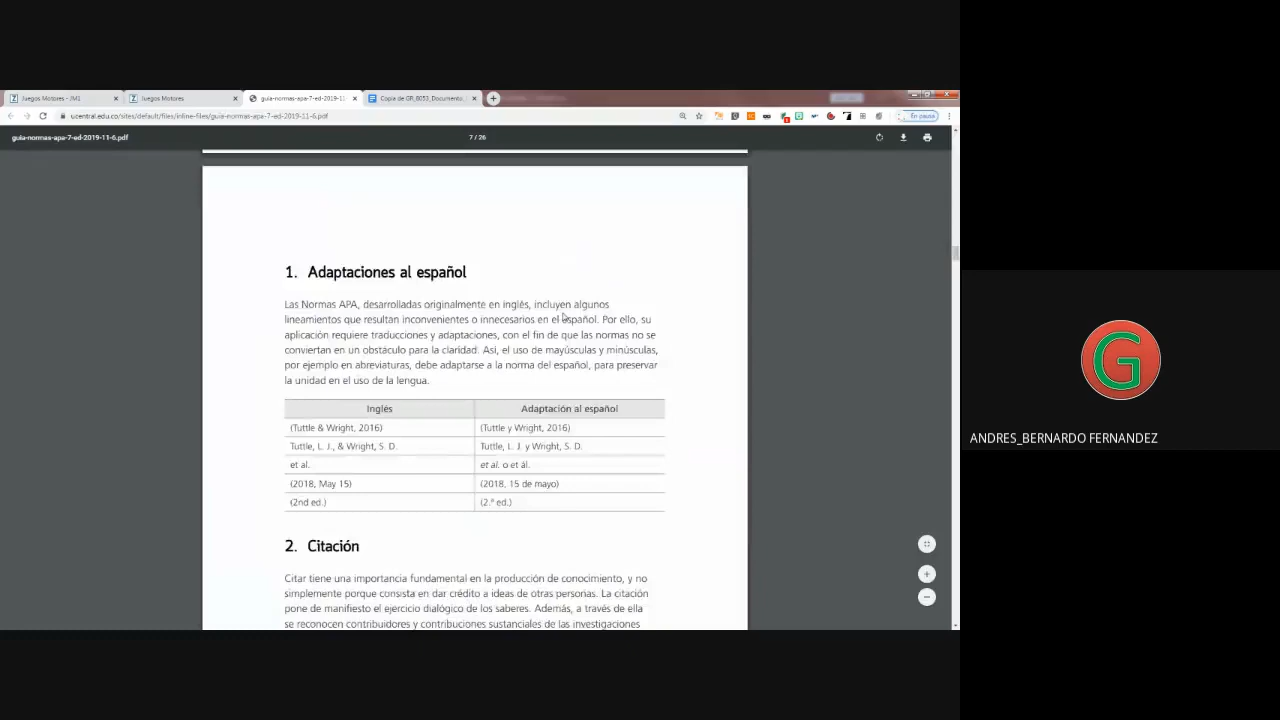 Juegos Motores - JM1
Juegos Motores
guia-normas-apa-7-ed-2019-11-
Copia de GR_8053_Documento.
ucentral.edu.co/sites/default/files/inline-files/guia-normas-apa-7-ed-2019-11-6.pdf
En pausa
guia-normas-apa-7-ed-2019-11-6.pdf
7 / 26
1. Adaptaciones al español
Las Normas APA, desarrolladas originalmente en inglés, incluyen algunos
lineamientos que resultan inconvenientes o innecesarios en el español. Por ello, su
aplicación requiere traducciones y adaptaciones, con el fin de que las normas no se
conviertan en un obstáculo para la claridad. Así, el uso de mayúsculas y minúsculas,
por ejemplo en abreviaturas, debe adaptarse a la norma del español, para preservar
la unidad en el uso de la lengua.
Inglés Adaptación al español
(Tuttle & Wright, 2016) (Tuttle y Wright, 2016)
Tuttle, L. J., & Wright, S. D. Tuttle, L. J. y Wright, S. D.
et al. et al. o et ál.
(2018, May 15) (2018, 15 de mayo)
(2nd ed.) (2.ª ed.)
2. Citación
Citar tiene una importancia fundamental en la producción de conocimiento, y no
simplemente porque consista en dar crédito a ideas de otras personas. La citación
pone de manifiesto el ejercicio dialógico de los saberes. Además, a través de ella
se reconocen contribuidores y contribuciones sustanciales de las investigaciones
G
ANDRES_BERNARDO FERNANDEZ